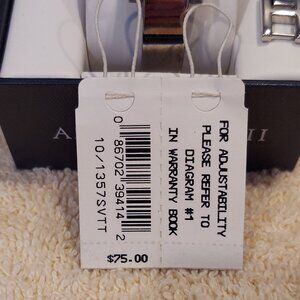 0 86702 39414 2
10/1357SVTT
$75.00
FOR ADJUSTABILITY
PLEASE REFER TO
DIAGRAM #1
IN WARRANTY BOOK